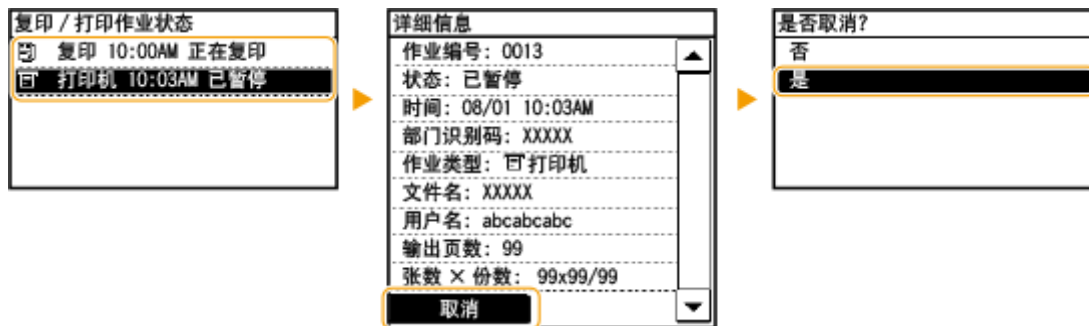 复印 / 打印作业状态
复印 10:00AM 正在复印
打印机 10:03AM 已暂停
详细信息
作业编号: 0013
状态: 已暂停
时间: 08/01 10:03AM
部门识别码: XXXXX
作业类型: 打印机
文件名: XXXXX
用户名: abcabcabc
输出页数: 99
张数 × 份数: 99x99/99
取消
是否取消?
否
是